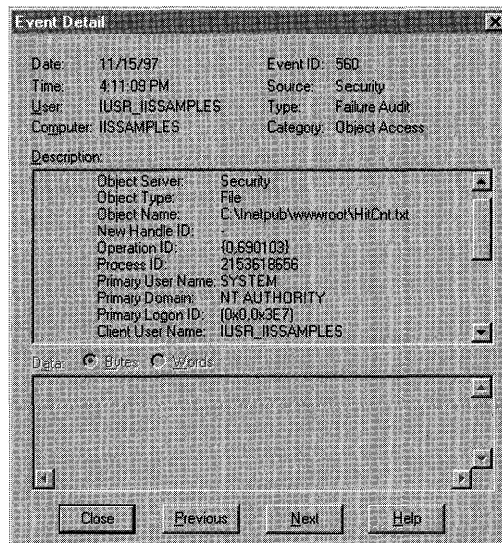 Event Detail
Date: 11/15/97 Event ID: 560
Time: 4:11:09 PM Source: Security
User: IUSR_IISSAMPLES Type: Failure Audit
Computer: IISSAMPLES Category: Object Access
Description:
Object Server: Security
Object Type: File
Object Name: C:\Inetpub\wwwroot\HitCnt.txt
New Handle ID: -
Operation ID: {0,690103}
Process ID: 2153618656
Primary User Name: SYSTEM
Primary Domain: NT AUTHORITY
Primary Logon ID: (0x0,0x3E7)
Client User Name: IUSR_IISSAMPLES
Data: Bytes Words
Close Previous Next Help